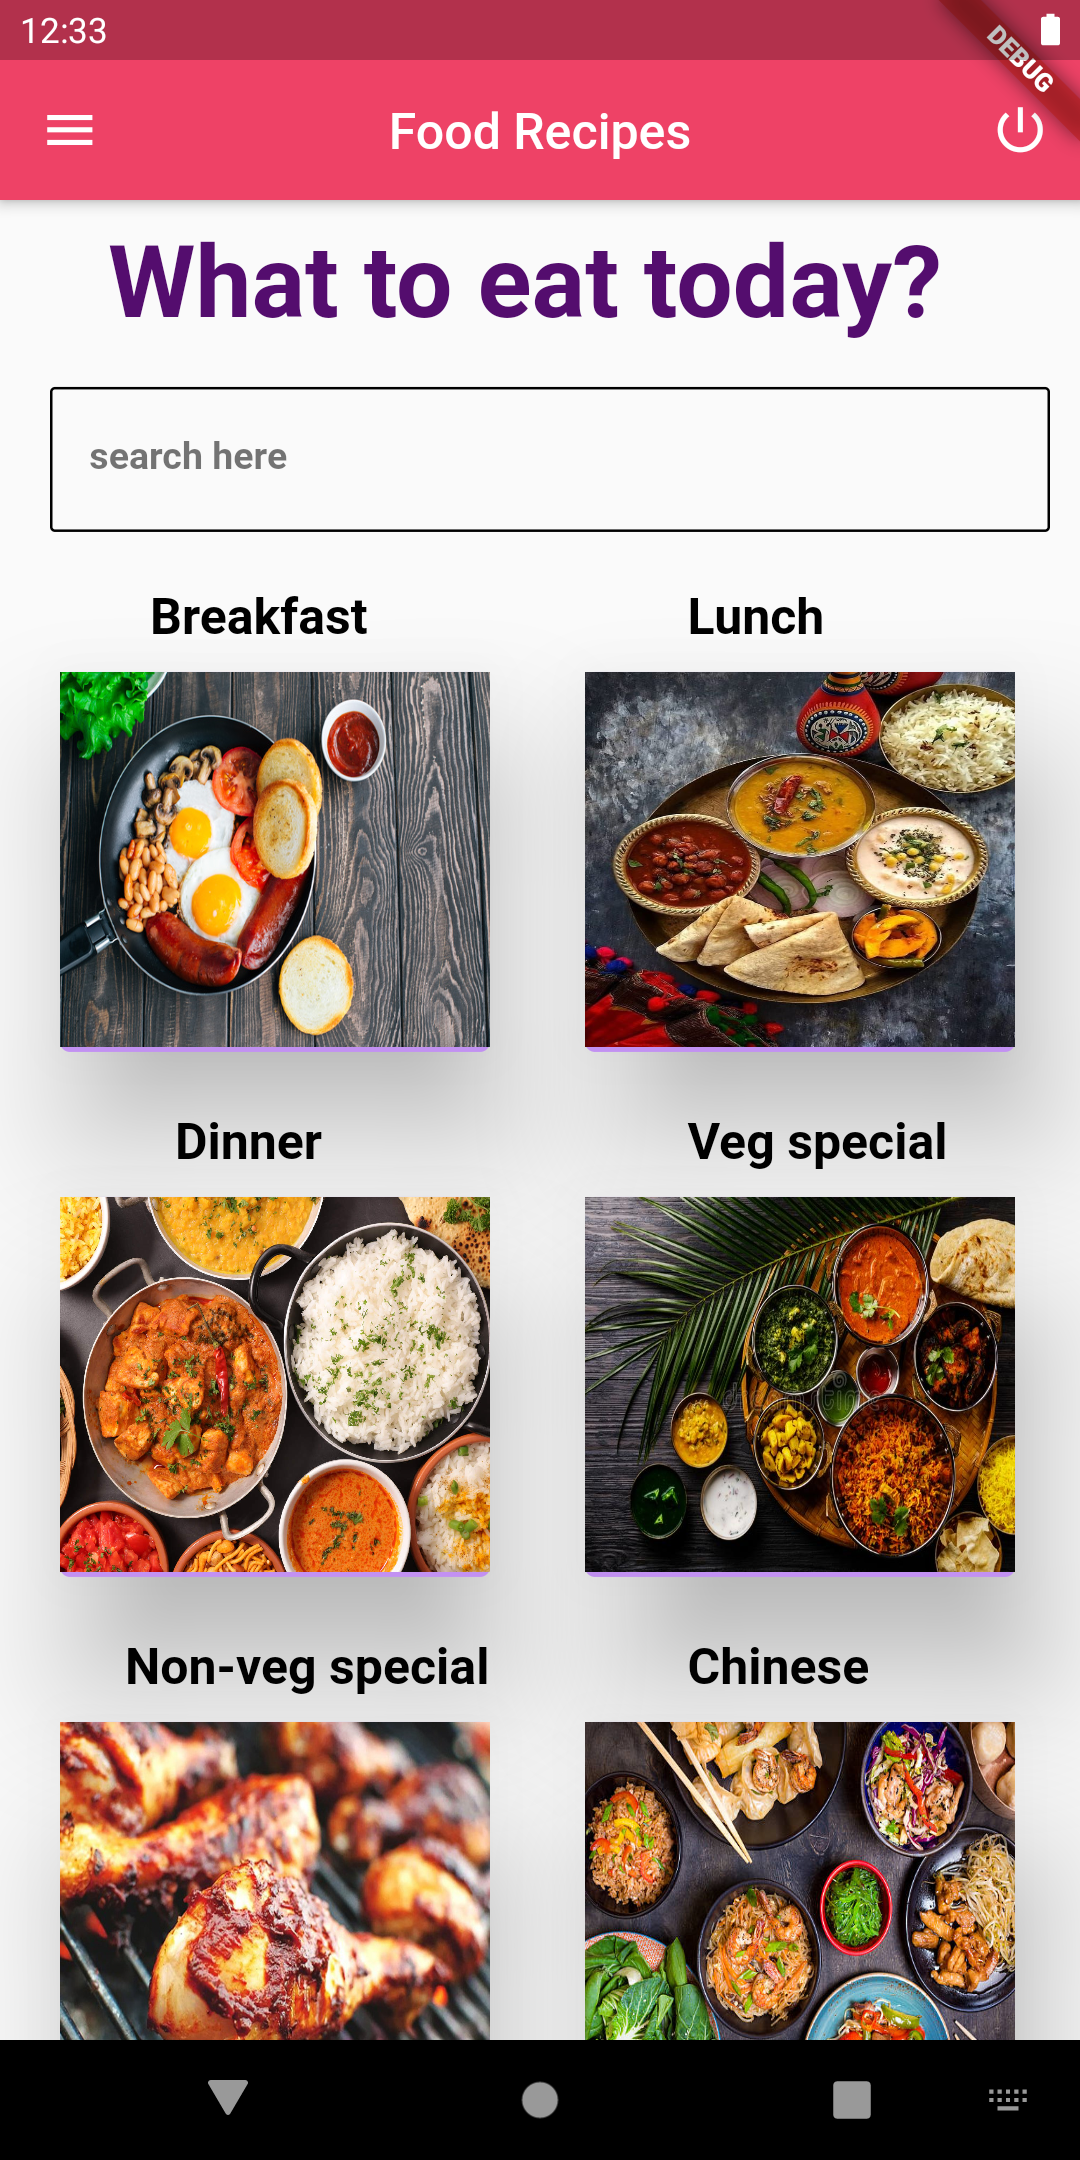 12:33
DEBUG
Food Recipes
What to eat today?
search here
Breakfast
Lunch
Dinner
Veg special
Non-veg special
Chinese